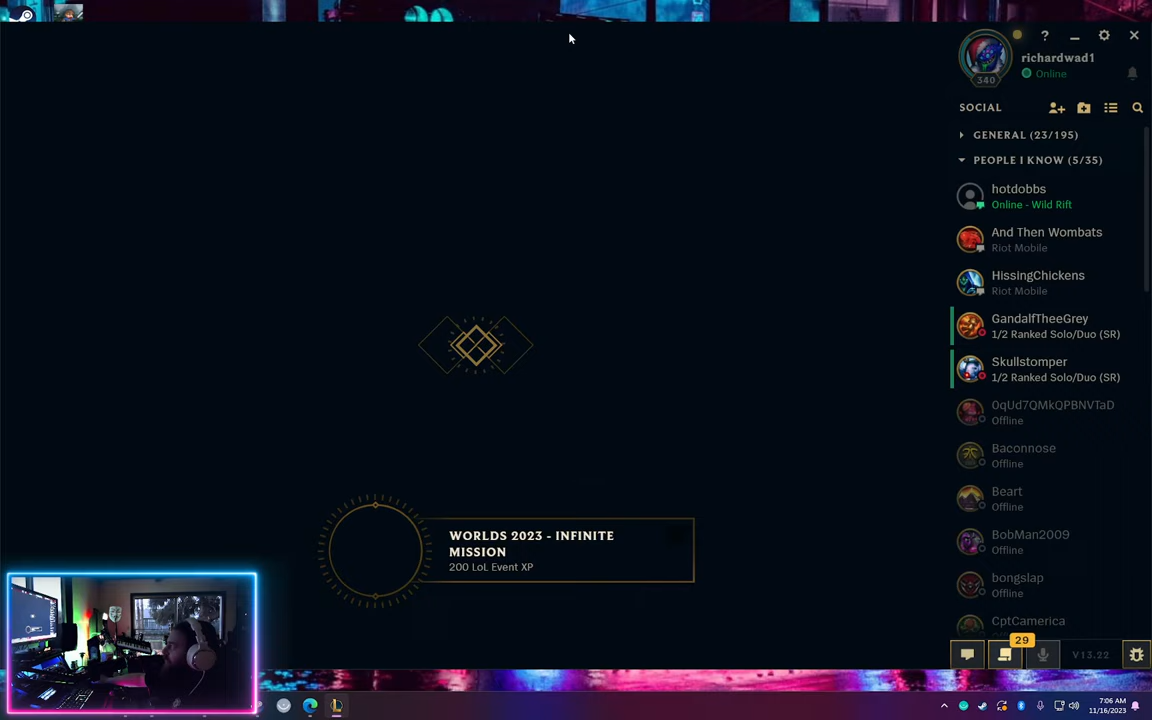 richardwad1
340
Online
SOCIAL
GENERAL (23/195)
PEOPLE I KNOW (5/35)
hotdobbs
Online - Wild Rift
And Then Wombats
Riot Mobile
HissingChickens
Riot Mobile
GandalfTheeGrey
1/2 Ranked Solo/Duo (SR)
Skullstomper
1/2 Ranked Solo/Duo (SR)
0qUd7QMkQPBNVTaD
Offline
Baconnose
Offline
Beart
Offline
BobMan2009
Offline
bongslap
Offline
CptCamerica
WORLDS 2023 - INFINITE
MISSION
200 LoL Event XP
29
V13.22
7:06 AM
11/16/2023